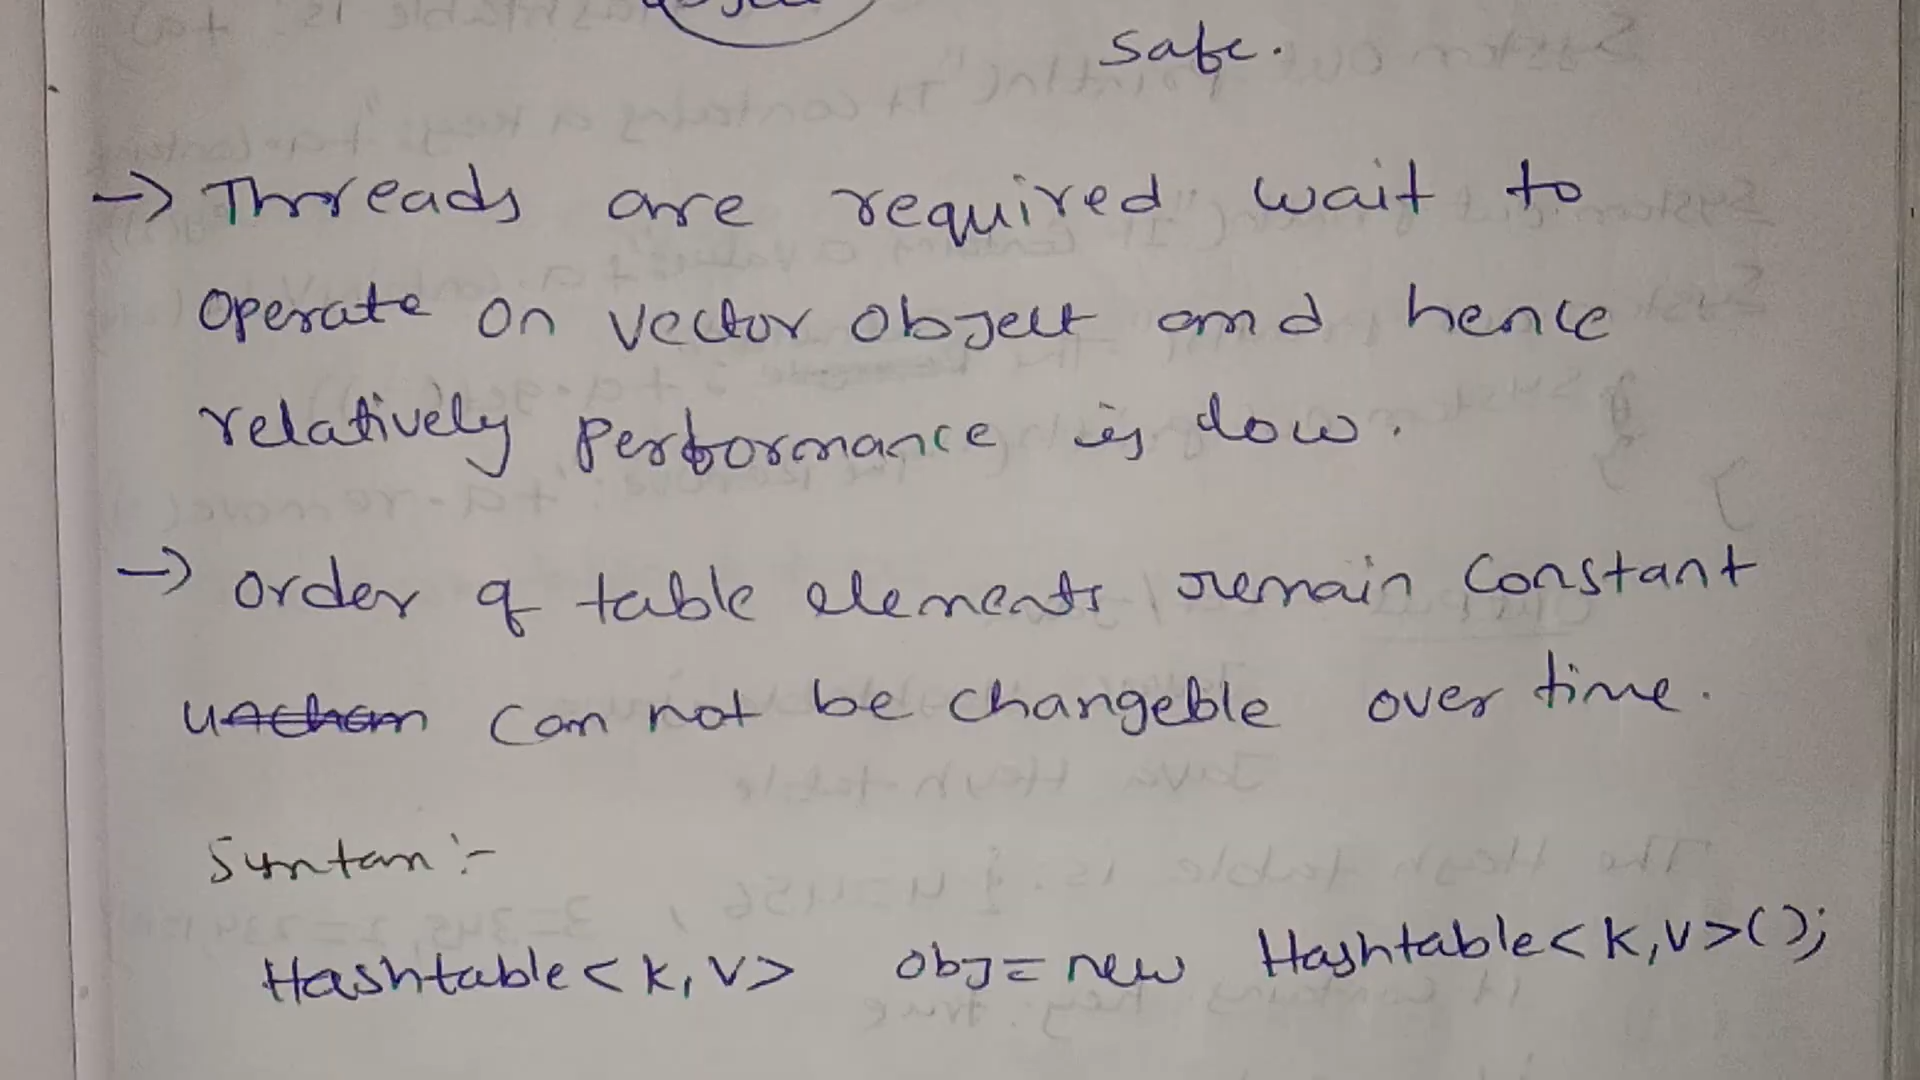 safe.
→ Threads are required wait to
operate on vector object and hence
relatively performance is low.
→ order of table elements remain constant
can not be changeble over time.
Syntax :-
Hashtable<K,V> obj = new Hashtable<K,V>();